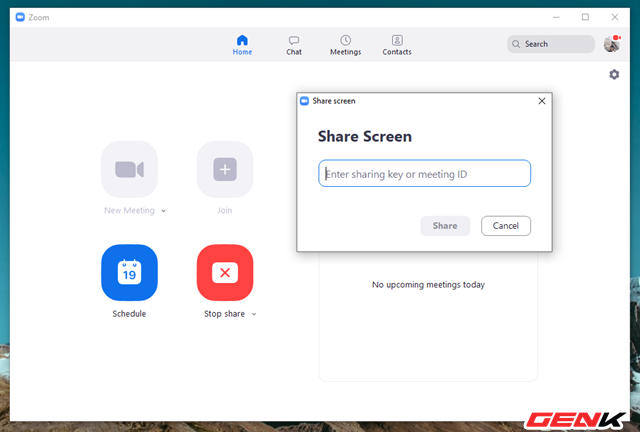 Zoom
Home
Chat
Meetings
Contacts
Search
Share screen
Share Screen
Enter sharing key or meeting ID
Share
Cancel
New Meeting
Join
19
Schedule
Stop share
No upcoming meetings today
GENK